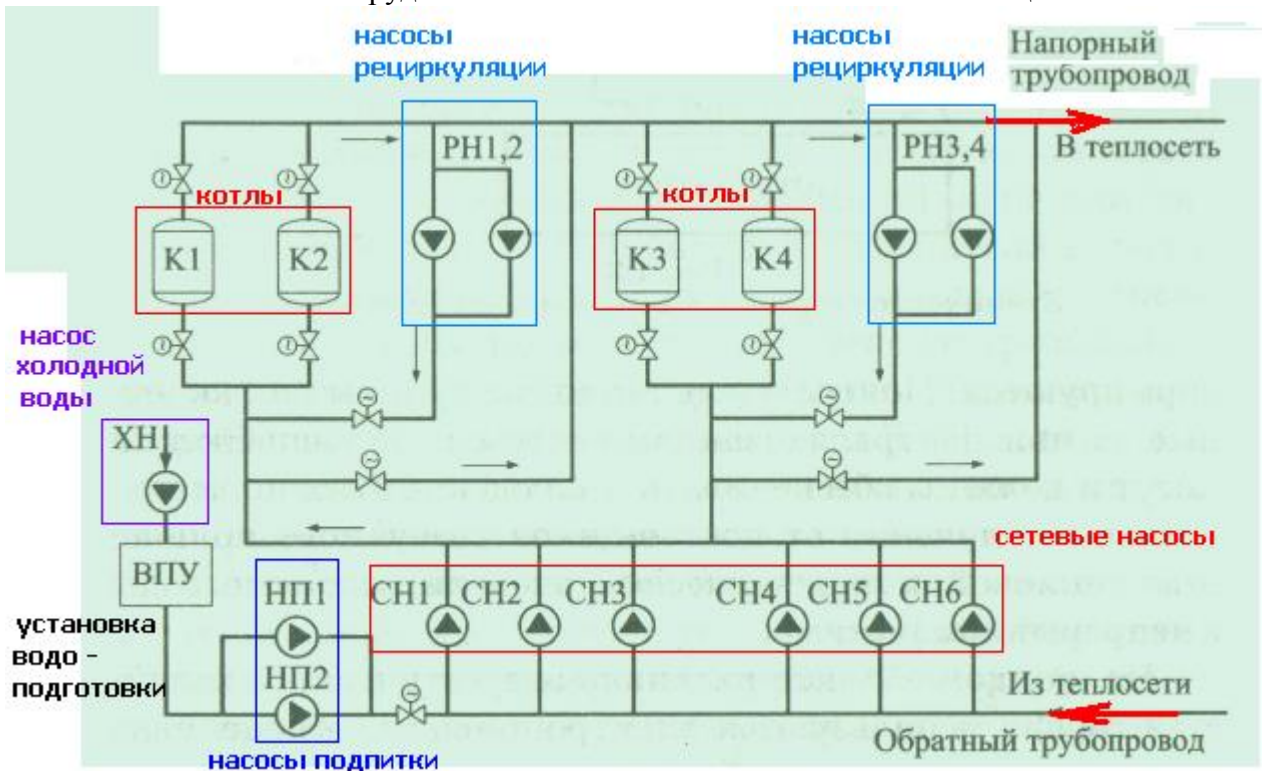 насосы
рециркуляции
насосы
рециркуляции
Напорный
трубопровод
В теплосеть
РН1,2
РН3,4
котлы
котлы
К1
К2
К3
К4
насос
холодной
воды
ХН
ВПУ
установка
водо -
подготовки
НП1
НП2
насосы подпитки
сетевые насосы
СН1
СН2
СН3
СН4
СН5
СН6
Из теплосети
Обратный трубопровод